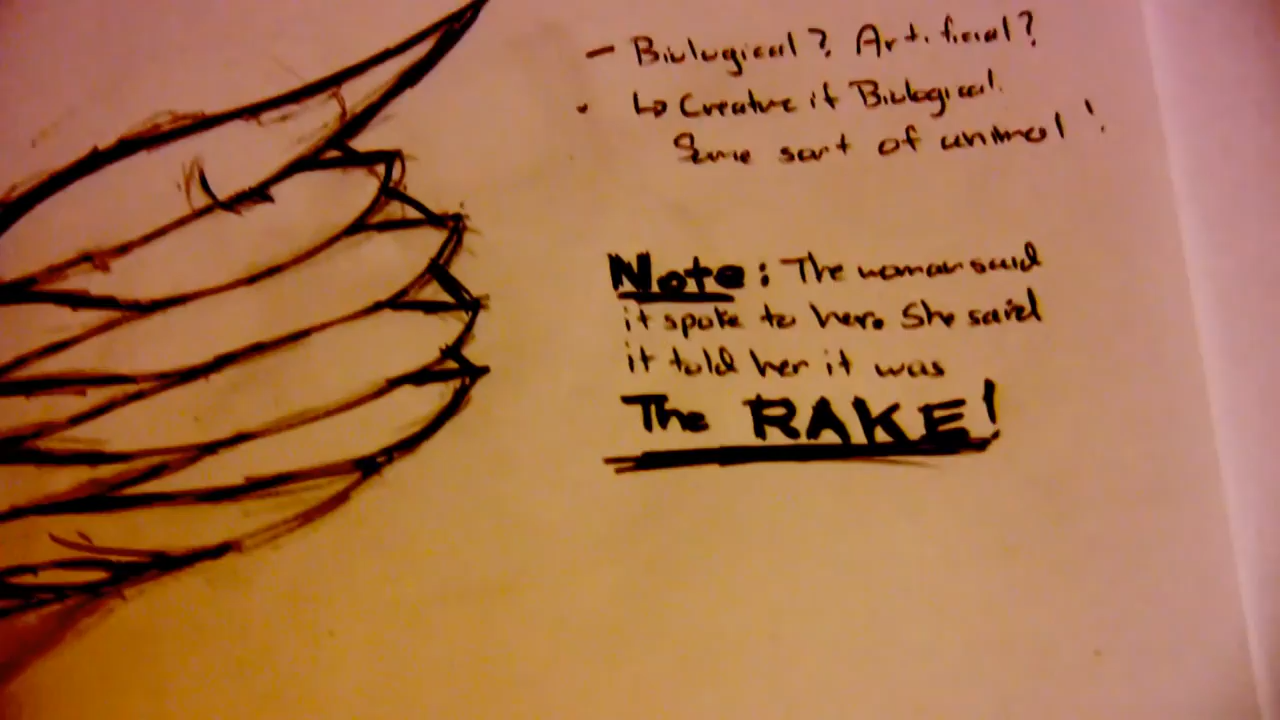 - Biological? Artificial?
↳ Creature if Biological.
Some sort of animal!
Note: The woman said
it spoke to her. She said
it told her it was
The RAKE!